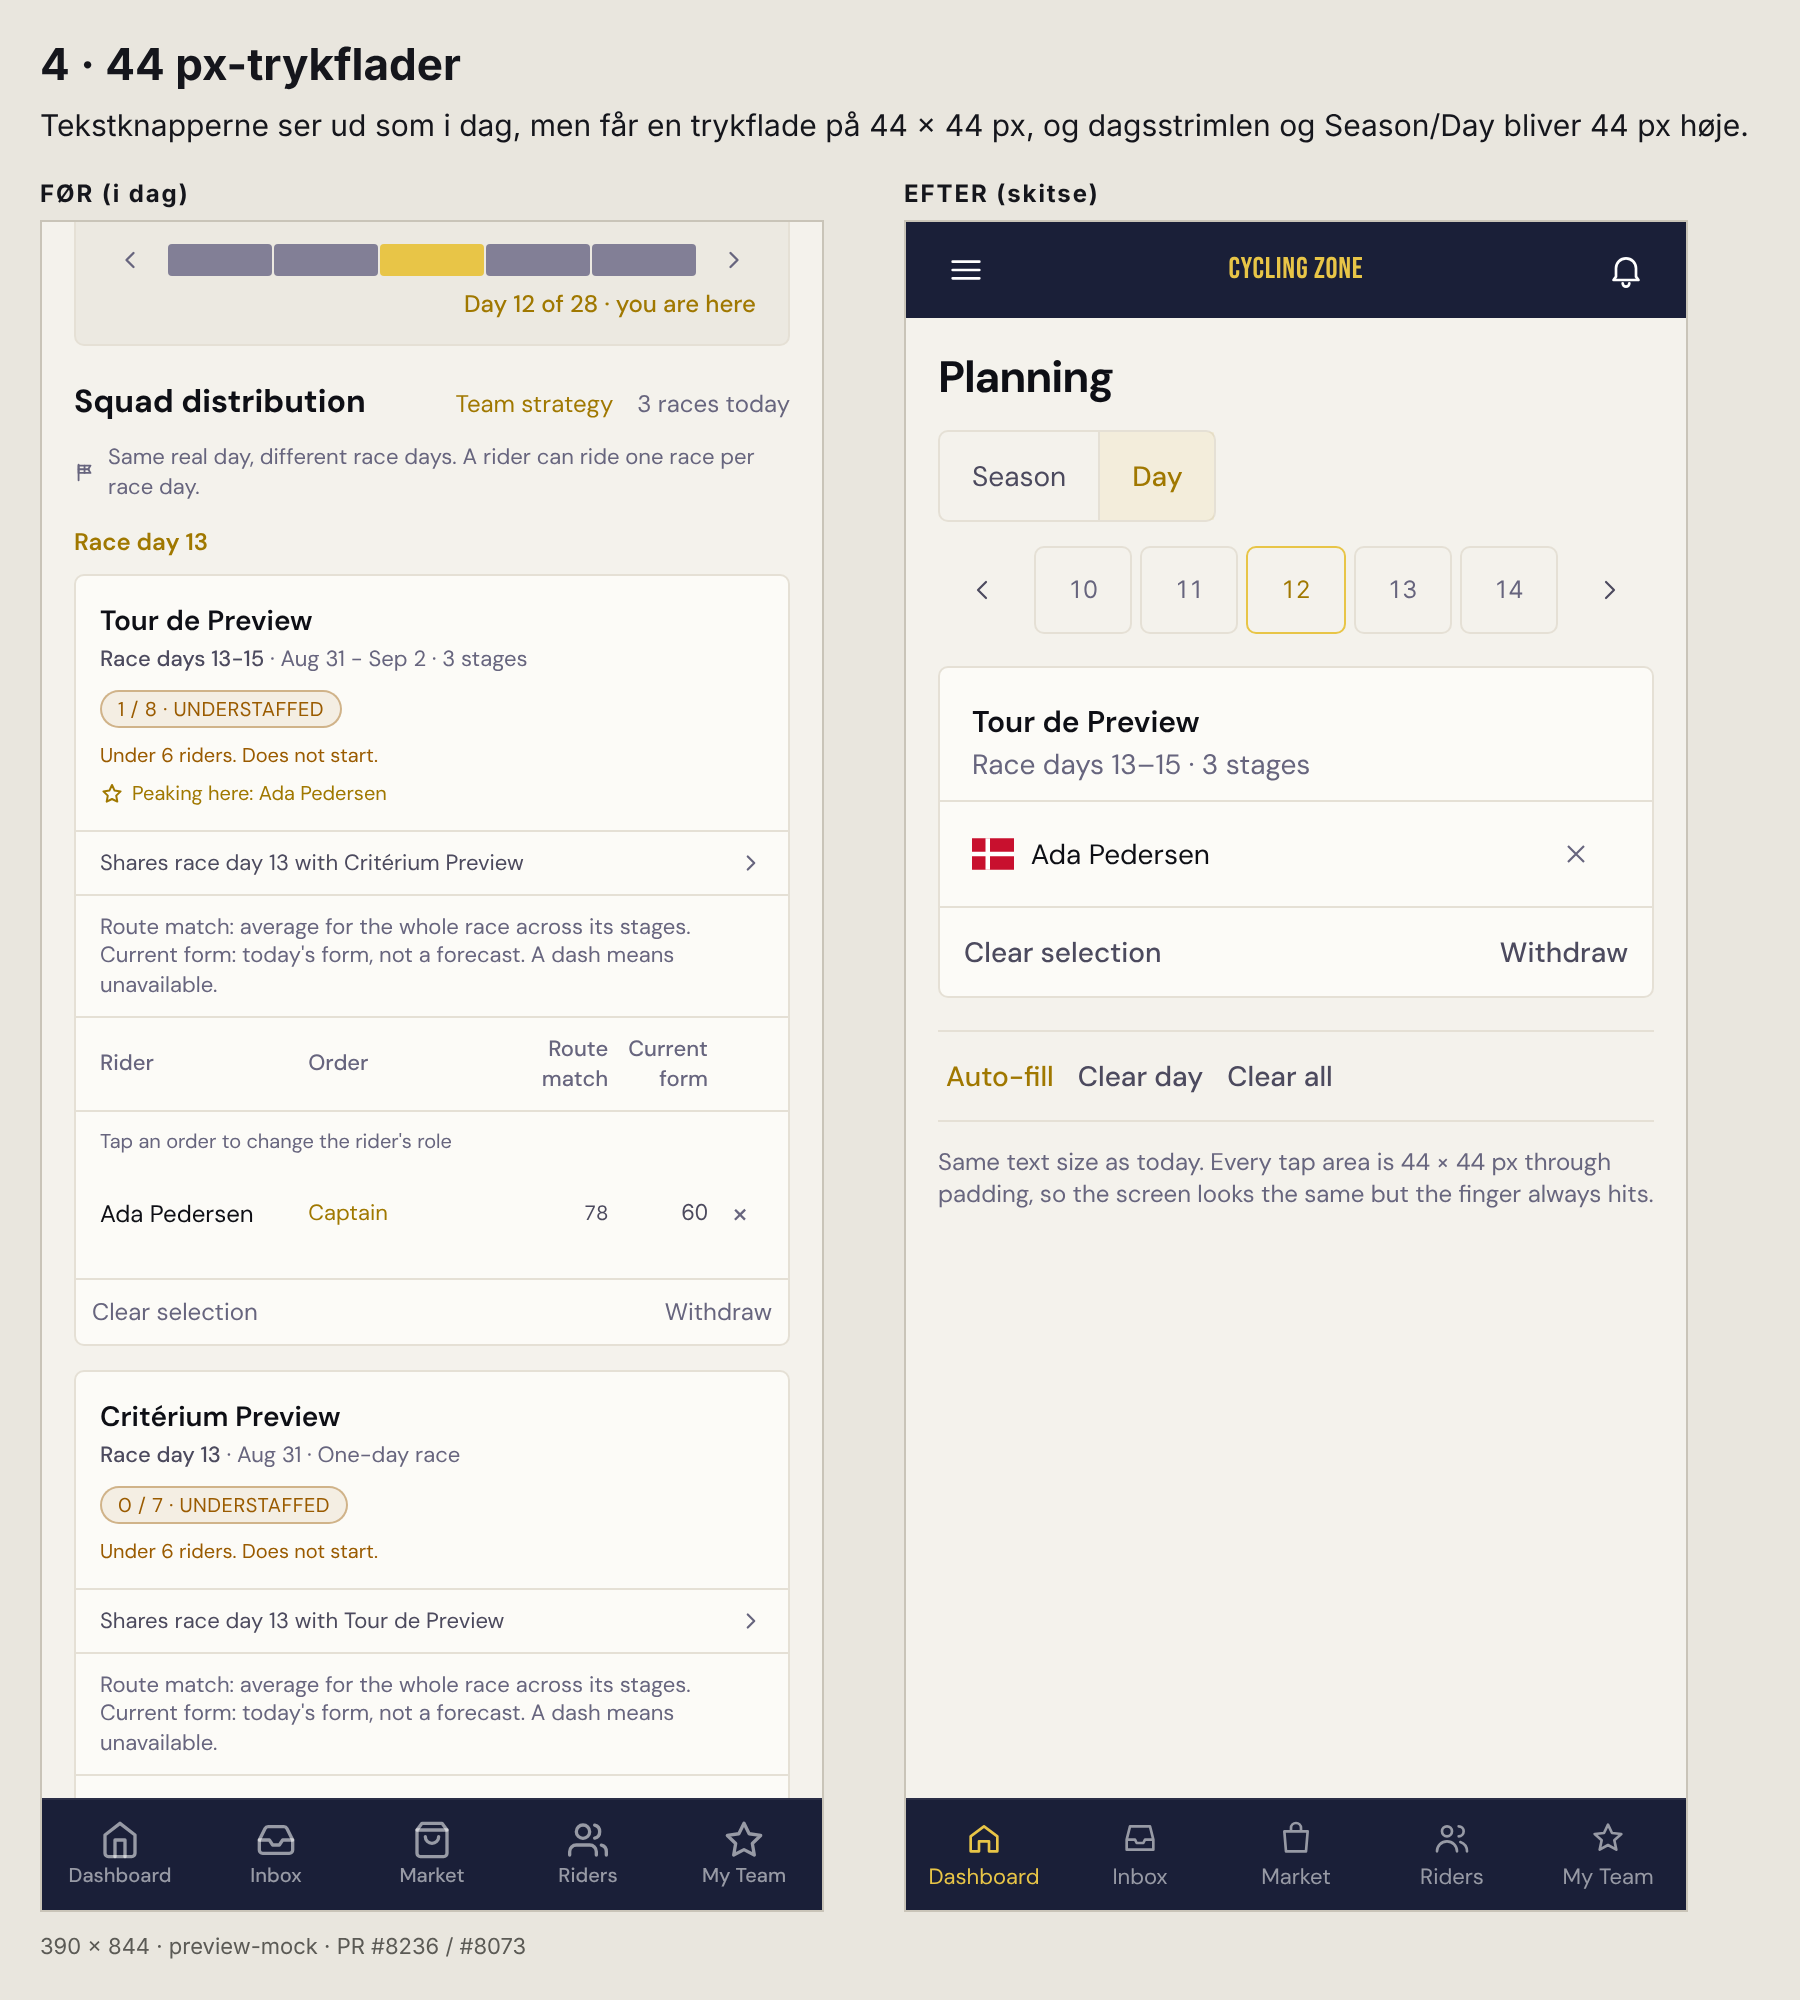 4 · 44 px-trykflader
Tekstknapperne ser ud som i dag, men får en trykflade på 44 × 44 px, og dagsstrimlen og Season/Day bliver 44 px høje.
FØR (i dag)
Day 12 of 28 · you are here
Squad distribution
Team strategy
3 races today
Same real day, different race days. A rider can ride one race per
race day.
Race day 13
Tour de Preview
Race days 13-15 · Aug 31 - Sep 2 · 3 stages
1 / 8 · UNDERSTAFFED
Under 6 riders. Does not start.
Peaking here: Ada Pedersen
Shares race day 13 with Critérium Preview
Route match: average for the whole race across its stages.
Current form: today's form, not a forecast. A dash means
unavailable.
Rider
Order
Route
match
Current
form
Tap an order to change the rider's role
Ada Pedersen
Captain
78
60
×
Clear selection
Withdraw
Critérium Preview
Race day 13 · Aug 31 · One-day race
0 / 7 · UNDERSTAFFED
Under 6 riders. Does not start.
Shares race day 13 with Tour de Preview
Route match: average for the whole race across its stages.
Current form: today's form, not a forecast. A dash means
unavailable.
Dashboard
Inbox
Market
Riders
My Team
EFTER (skitse)
CYCLING ZONE
Planning
Season
Day
10
11
12
13
14
Tour de Preview
Race days 13–15 · 3 stages
Ada Pedersen
Clear selection
Withdraw
Auto-fill
Clear day
Clear all
Same text size as today. Every tap area is 44 × 44 px through
padding, so the screen looks the same but the finger always hits.
Dashboard
Inbox
Market
Riders
My Team
390 × 844 · preview-mock · PR #8236 / #8073